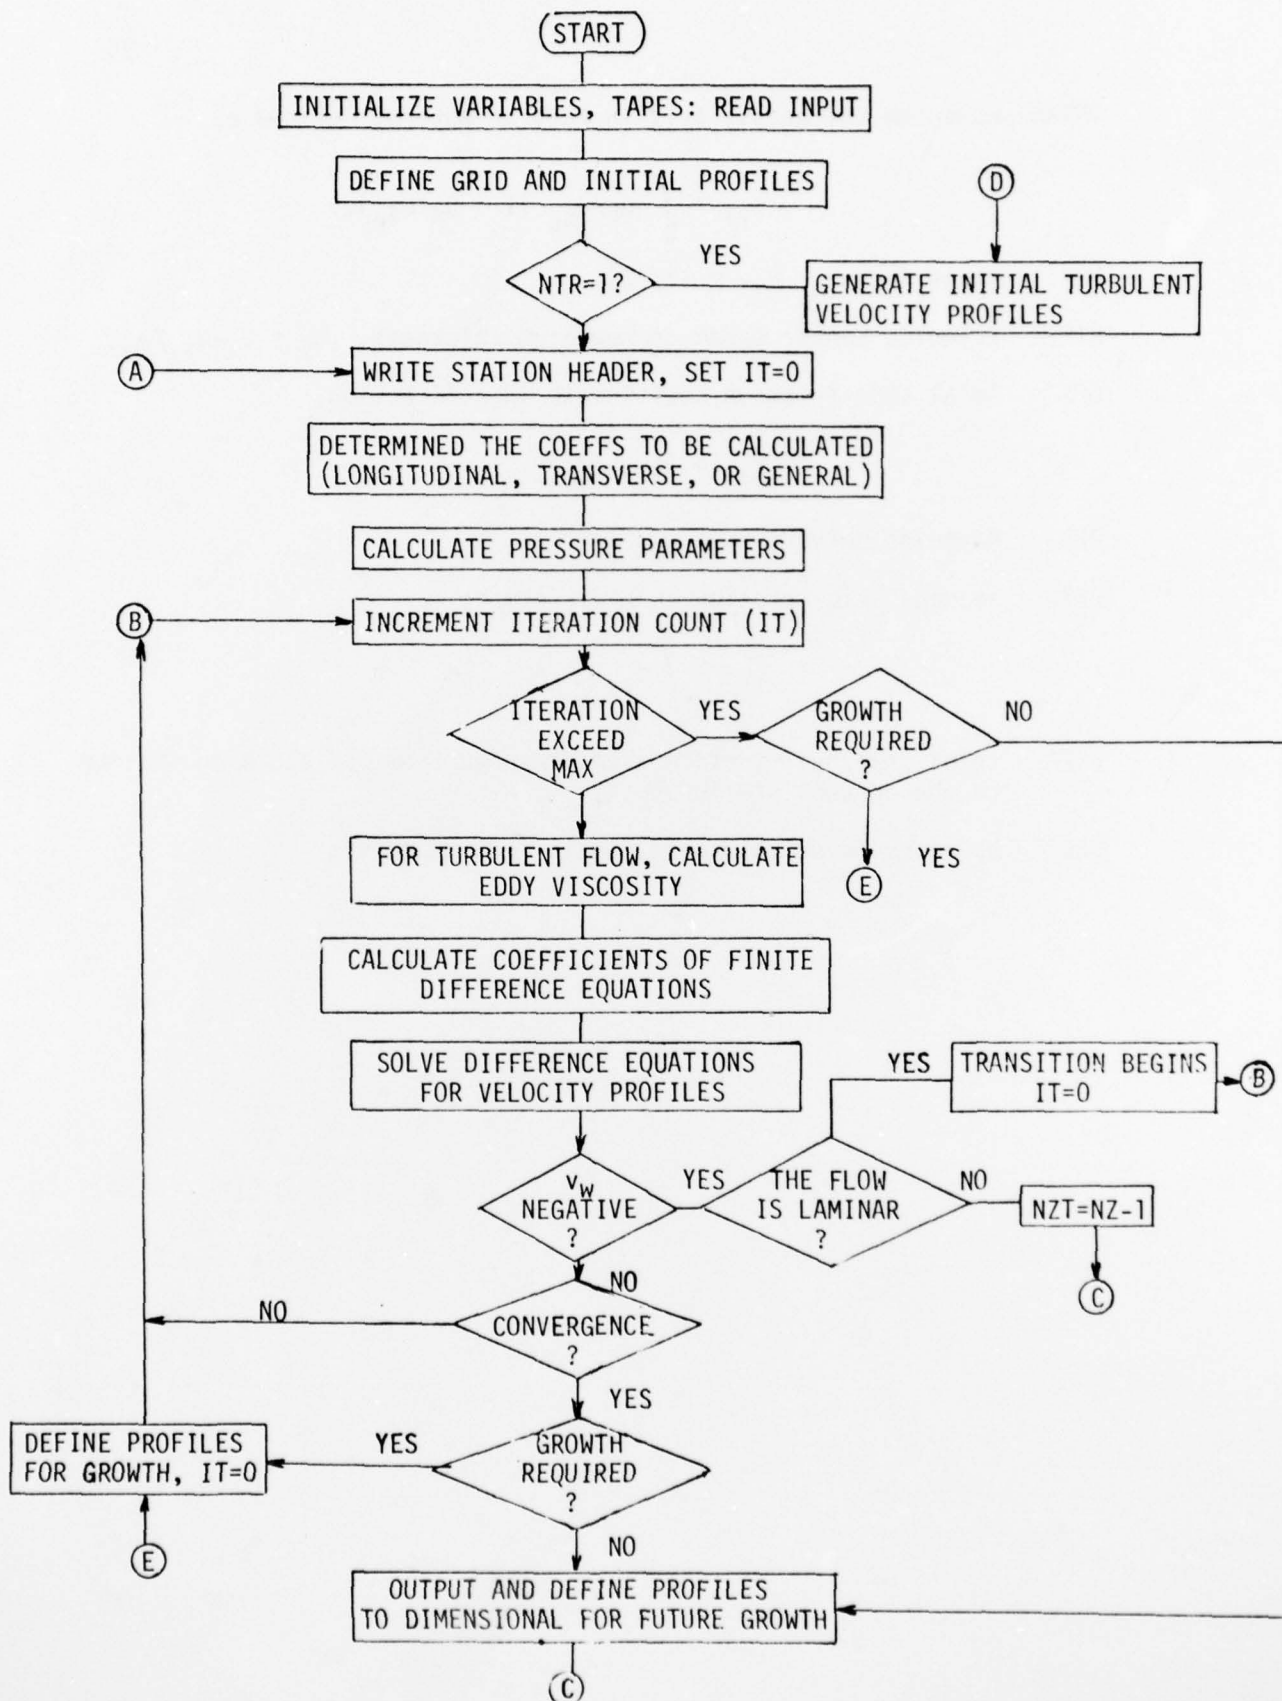 START
INITIALIZE VARIABLES, TAPES: READ INPUT
DEFINE GRID AND INITIAL PROFILES
D
NTR=1?
YES
GENERATE INITIAL TURBULENT
VELOCITY PROFILES
A
WRITE STATION HEADER, SET IT=0
DETERMINED THE COEFFS TO BE CALCULATED
(LONGITUDINAL, TRANSVERSE, OR GENERAL)
CALCULATE PRESSURE PARAMETERS
B
INCREMENT ITERATION COUNT (IT)
ITERATION
EXCEED
MAX
YES
GROWTH
REQUIRED
?
NO
YES
E
FOR TURBULENT FLOW, CALCULATE
EDDY VISCOSITY
CALCULATE COEFFICIENTS OF FINITE
DIFFERENCE EQUATIONS
SOLVE DIFFERENCE EQUATIONS
FOR VELOCITY PROFILES
YES
TRANSITION BEGINS
IT=0
B
vw
NEGATIVE
?
YES
THE FLOW
IS LAMINAR
?
NO
NZT=NZ-1
C
NO
CONVERGENCE
?
NO
YES
GROWTH
REQUIRED
?
YES
DEFINE PROFILES
FOR GROWTH, IT=0
E
NO
OUTPUT AND DEFINE PROFILES
TO DIMENSIONAL FOR FUTURE GROWTH
C